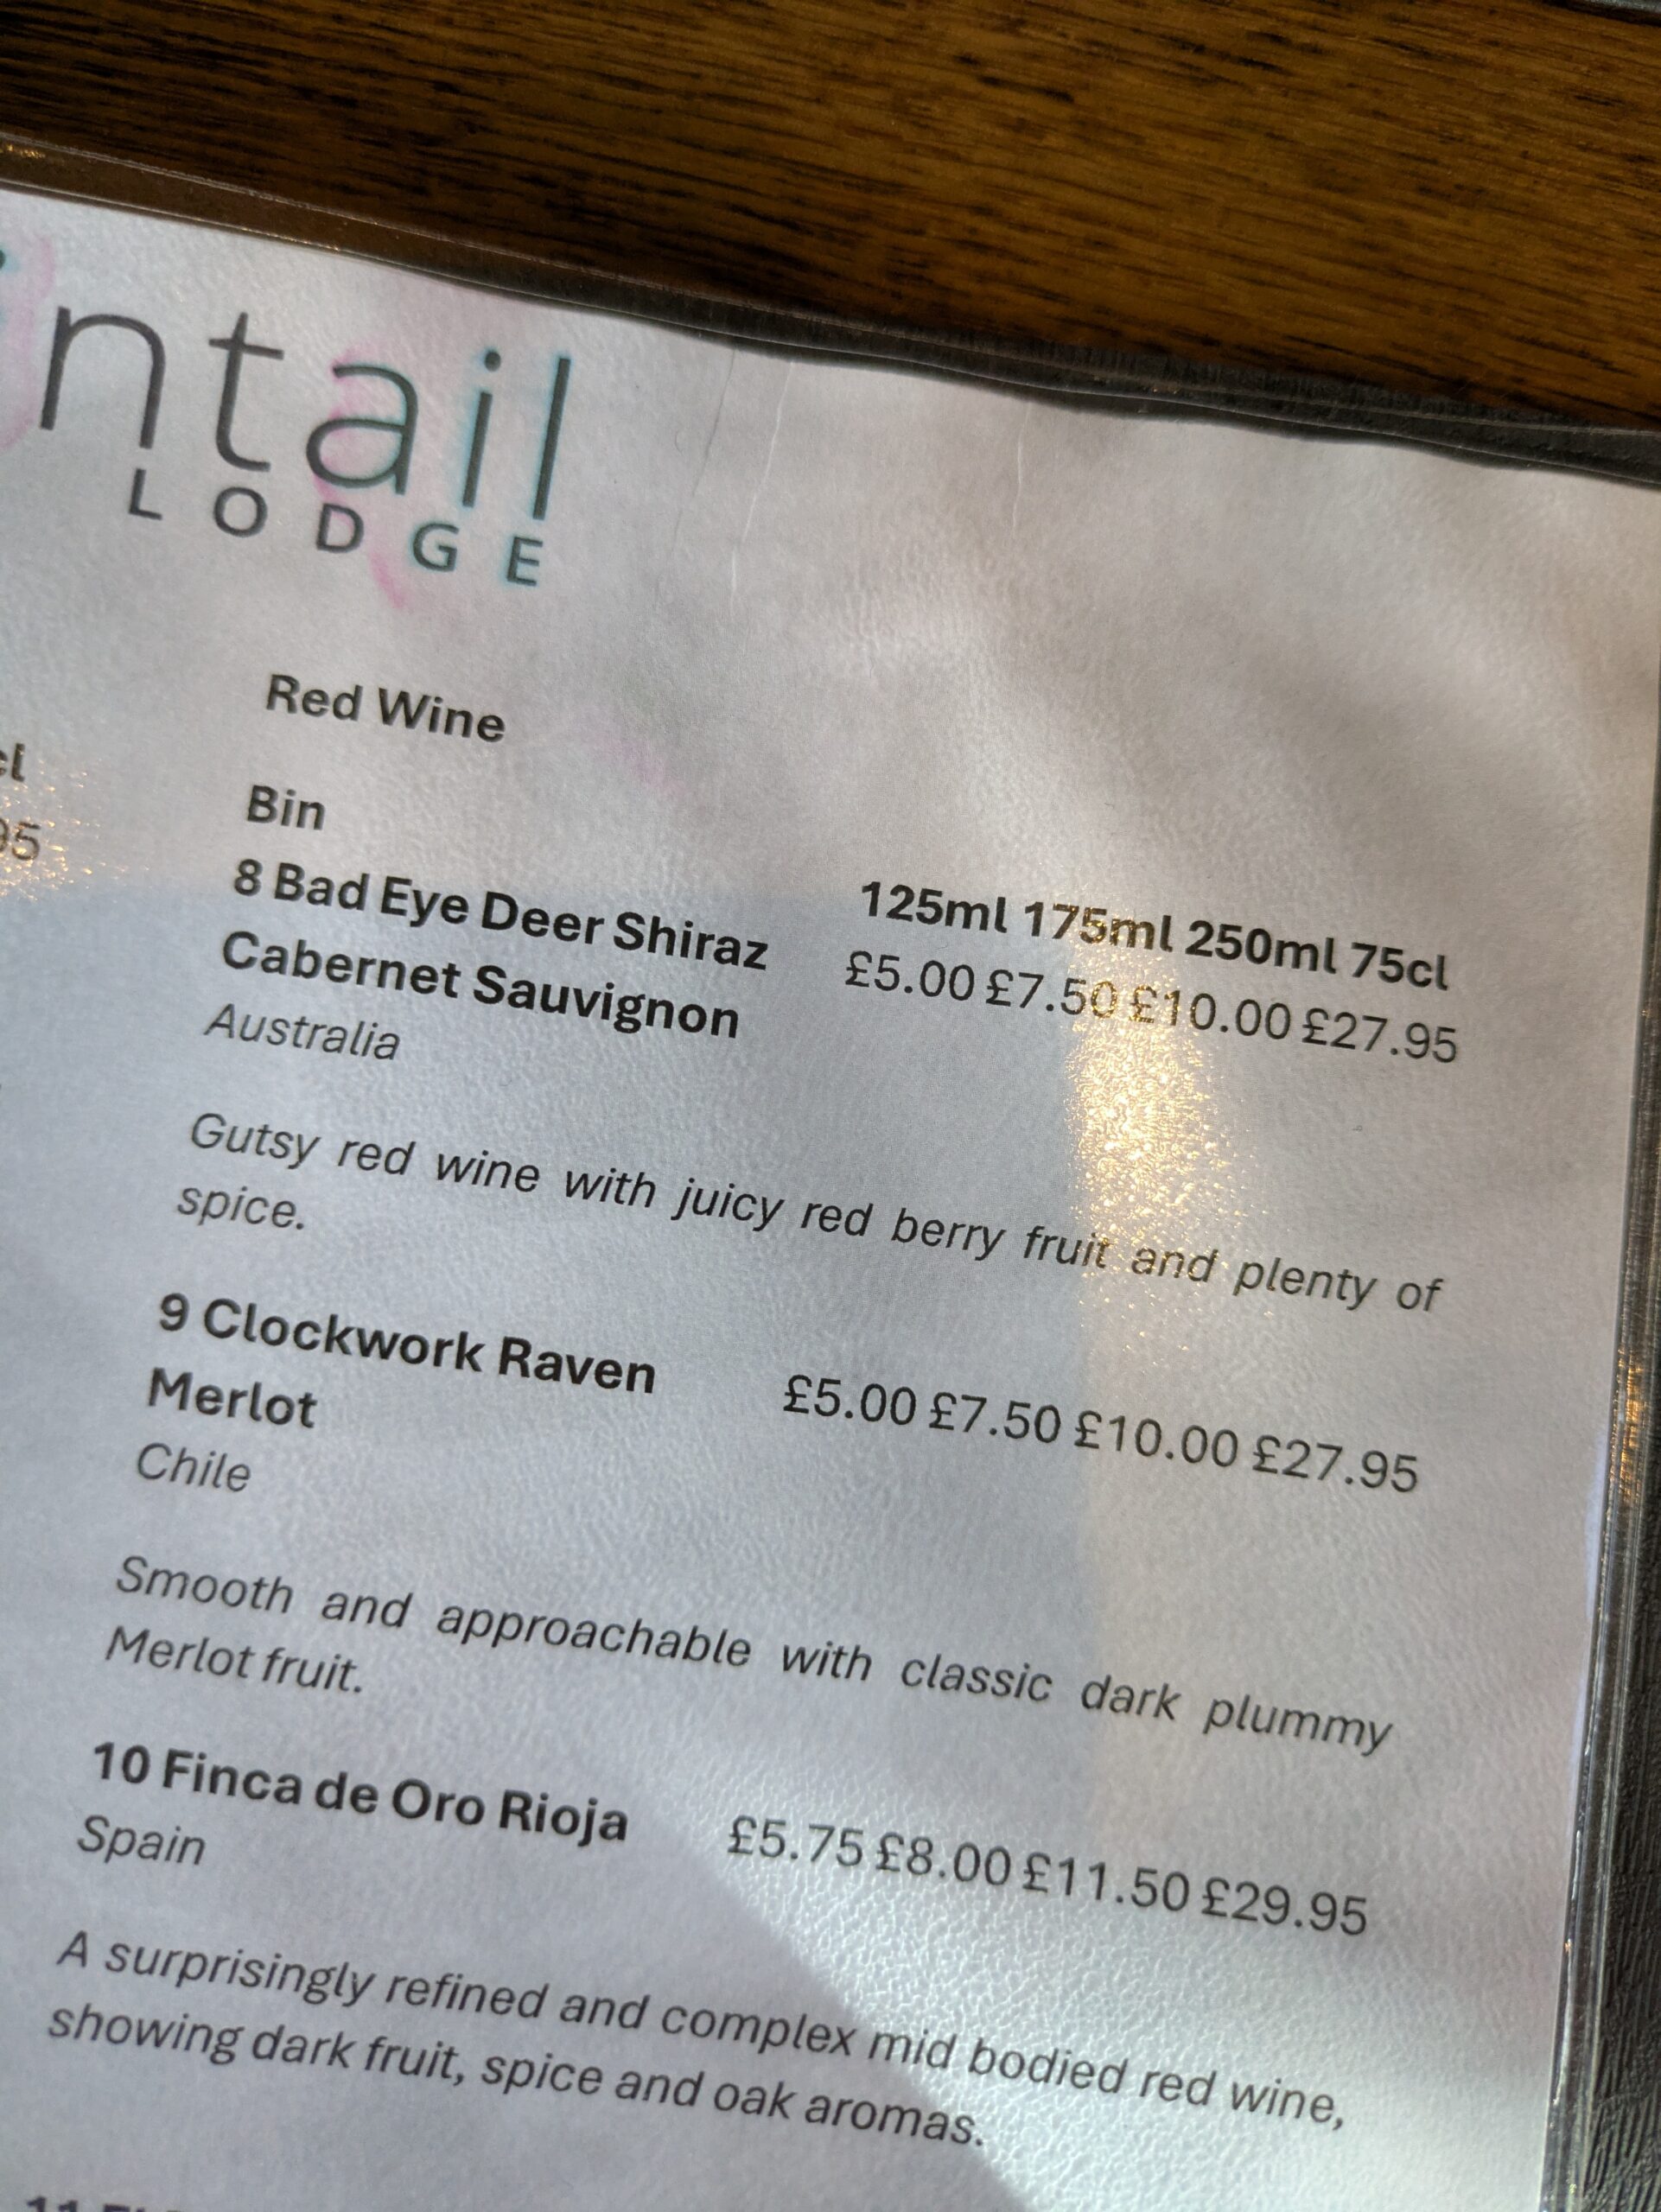 ntail
LODGE
Red Wine
Bin
125ml 175ml 250ml 75cl
8 Bad Eye Deer Shiraz £5.00 £7.50 £10.00 £27.95
Cabernet Sauvignon
Australia
Gutsy red wine with juicy red berry fruit and plenty of
spice.
9 Clockwork Raven £5.00 £7.50 £10.00 £27.95
Merlot
Chile
Smooth and approachable with classic dark plummy
Merlot fruit.
10 Finca de Oro Rioja £5.75 £8.00 £11.50 £29.95
Spain
A surprisingly refined and complex mid bodied red wine,
showing dark fruit, spice and oak aromas.